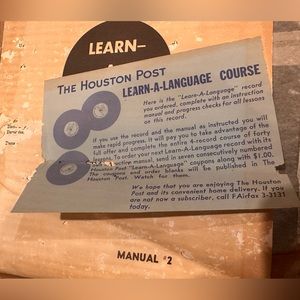 LEARN—
THE HOUSTON POST
LEARN-A-LANGUAGE COURSE
Here is the "Learn-A-Language" record
you ordered, complete with an instruction
manual and progress checks for all lessons
on this record.
If you use the record and the manual as instructed you will
make rapid progress. It will pay you to take advantage of the
full offer and complete the entire 4-record course of forty
To order your next Learn-A-Language record with its
manual, send in seven consecutively numbered
Houston Post "Learn-A-Language" coupons along with $1.00.
The coupons and order blanks will be published in The
Houston Post. Watch for them.
We hope that you are enjoying The Houston
Post and its convenient home delivery. If you
are not now a subscriber, call FAirfax 3-3131
today.
MANUAL #2